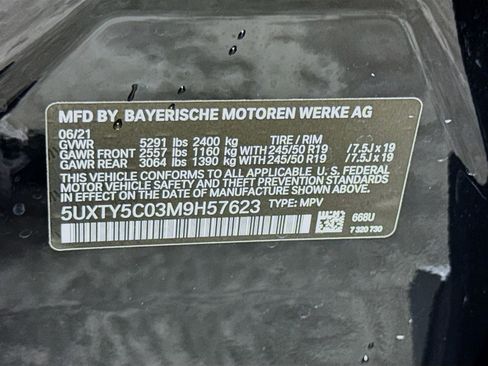 MFD BY. BAYERISCHE MOTOREN WERKE AG
06/21
GVWR 5291 lbs 2400 kg TIRE / RIM
GAWR FRONT 2557 lbs 1160 kg WITH 245/50 R19 / 7.5J x 19
GAWR REAR 3064 lbs 1390 kg WITH 245/50 R19 / 7.5J x 19
THIS VEHICLE CONFORMS TO ALL APPLICABLE U. S. FEDERAL
MOTOR VEHICLE SAFETY, BUMPER, AND THEFT PREVENTION
STANDARDS IN EFFECT ON THE DATE OF MANUFACTURE SHOWN ABOVE.
5UXTY5C03M9H57623 TYPE: MPV
668U
7 320 730